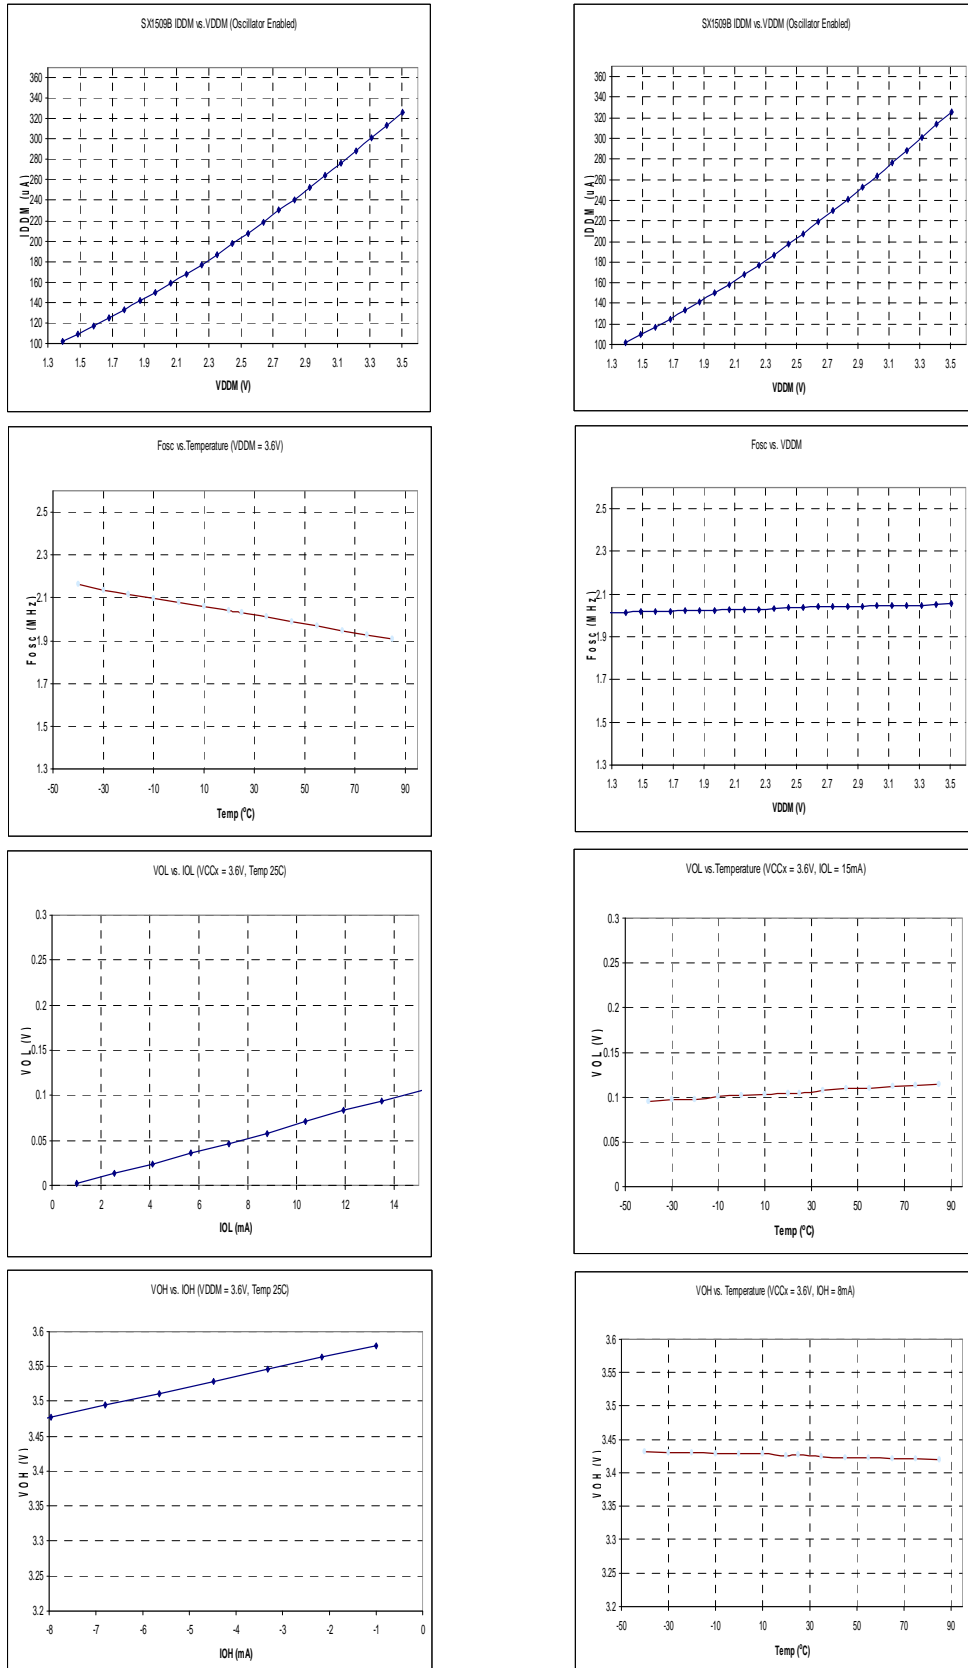 SX1509B IDDM vs. VDDM (Oscillator Enabled)
360
340
320
300
280
260
240
220
200
180
160
140
120
100
IDDM (uA)
1.3 1.5 1.7 1.9 2.1 2.3 2.5 2.7 2.9 3.1 3.3 3.5
VDDM (V)
SX1509B IDDM vs. VDDM (Oscillator Enabled)
360
340
320
300
280
260
240
220
200
180
160
140
120
100
IDDM (uA)
1.3 1.5 1.7 1.9 2.1 2.3 2.5 2.7 2.9 3.1 3.3 3.5
VDDM (V)
Fosc vs. Temperature (VDDM = 3.6V)
2.5
2.3
2.1
1.9
1.7
1.5
1.3
Fosc (MHz)
-50 -30 -10 10 30 50 70 90
Temp (°C)
Fosc vs. VDDM
2.5
2.3
2.1
1.9
1.7
1.5
1.3
Fosc (MHz)
1.3 1.5 1.7 1.9 2.1 2.3 2.5 2.7 2.9 3.1 3.3 3.5
VDDM (V)
VOL vs. IOL (VCCx = 3.6V, Temp 25C)
0.3
0.25
0.2
0.15
0.1
0.05
0
VOL (V)
0 2 4 6 8 10 12 14
IOL (mA)
VOL vs. Temperature (VCCx = 3.6V, IOL = 15mA)
0.3
0.25
0.2
0.15
0.1
0.05
0
VOL (V)
-50 -30 -10 10 30 50 70 90
Temp (°C)
VOH vs. IOH (VDDM = 3.6V, Temp 25C)
3.6
3.55
3.5
3.45
3.4
3.35
3.3
3.25
3.2
VOH (V)
-8 -7 -6 -5 -4 -3 -2 -1 0
IOH (mA)
VOH vs. Temperature (VCCx = 3.6V, IOH = 8mA)
3.6
3.55
3.5
3.45
3.4
3.35
3.3
3.25
3.2
VOH (V)
-50 -30 -10 10 30 50 70 90
Temp (°C)